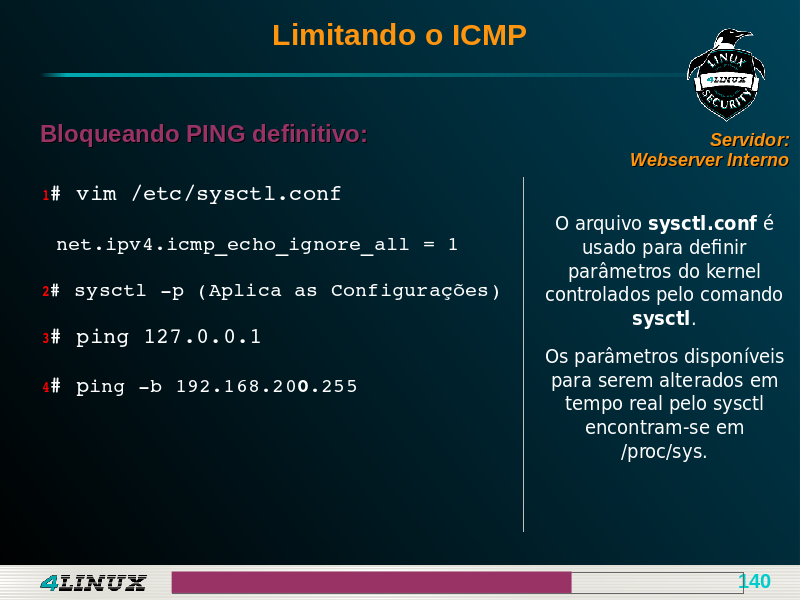 Limitando o ICMP
LINUX
4LINUX
SECURITY
Bloqueando PING definitivo:
Servidor:
Webserver Interno
1# vim /etc/sysctl.conf
net.ipv4.icmp_echo_ignore_all = 1
2# sysctl –p (Aplica as Configurações)
3# ping 127.0.0.1
4# ping –b 192.168.200.255
O arquivo sysctl.conf é
usado para definir
parâmetros do kernel
controlados pelo comando
sysctl.
Os parâmetros disponíveis
para serem alterados em
tempo real pelo sysctl
encontram-se em
/proc/sys.
4LINUX
140